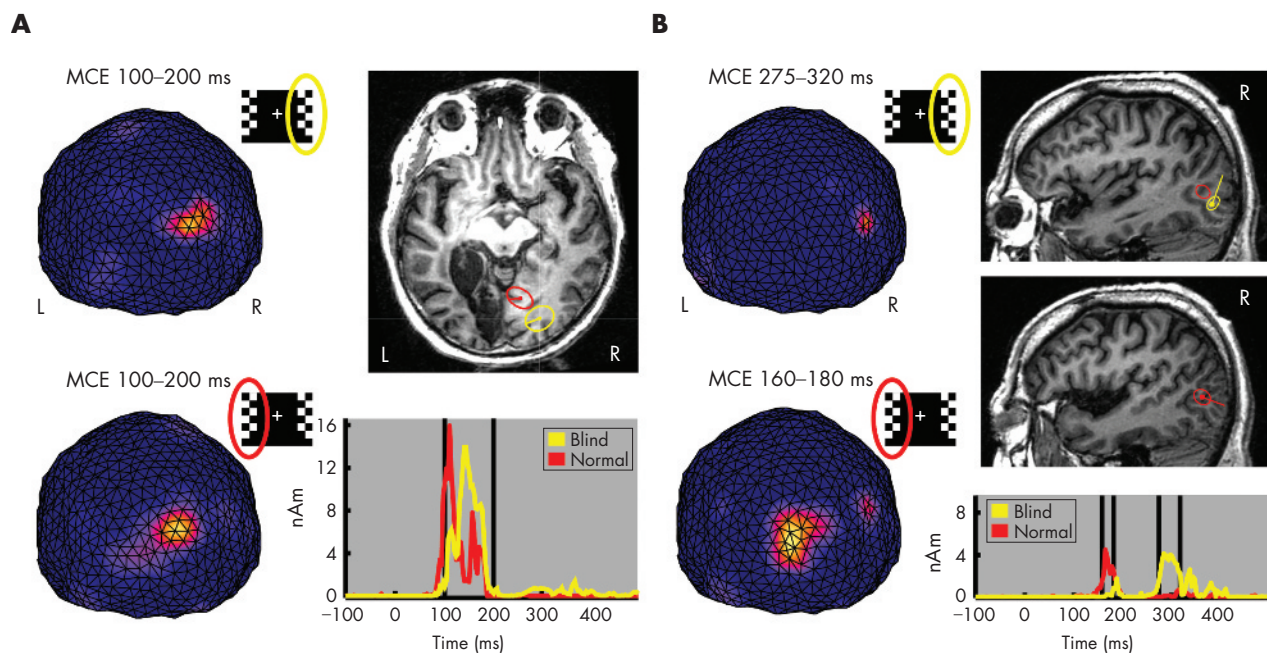 A
MCE 100–200 ms
+
L
R
L
R
MCE 100–200 ms
+
16
12
8
4
0
nAm
Blind
Normal
–100
0
100
200
300
400
Time (ms)
B
MCE 275–320 ms
+
L
R
R
R
MCE 160–180 ms
+
8
4
0
nAm
Blind
Normal
–100
0
100
200
300
400
Time (ms)